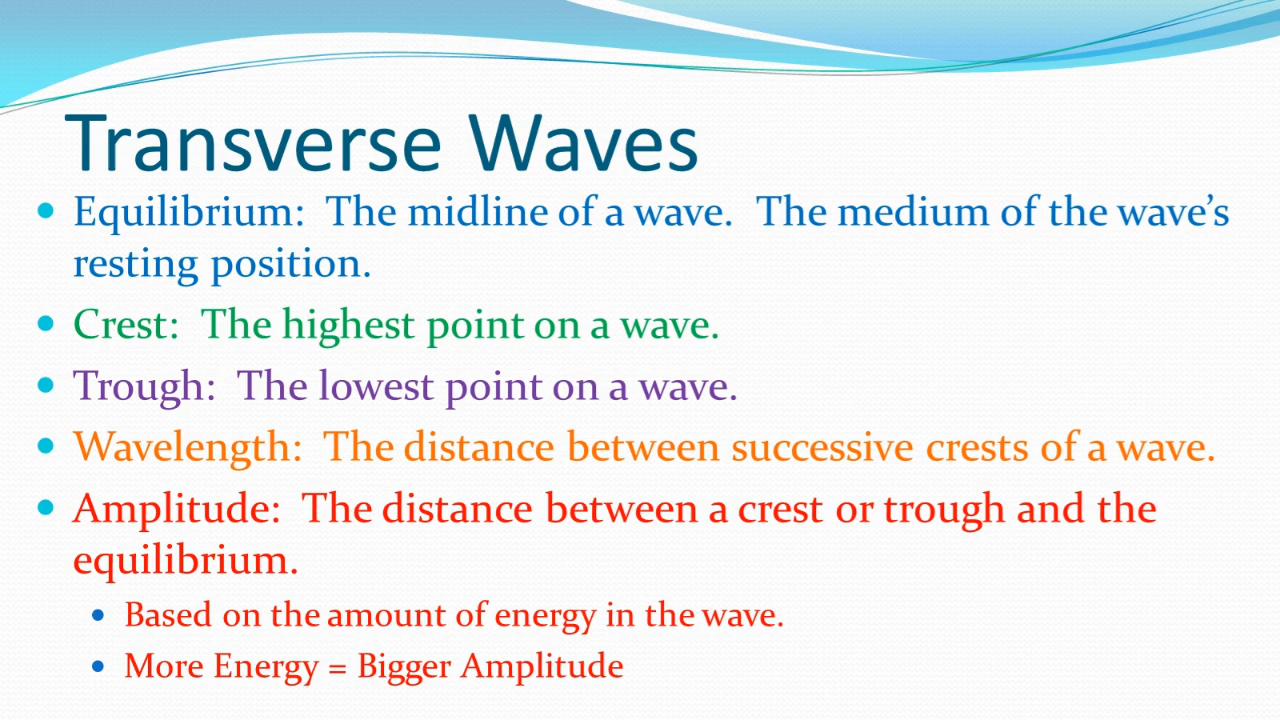 Transverse Waves
• Equilibrium:  The midline of a wave.  The medium of the wave’s
resting position.
• Crest:  The highest point on a wave.
• Trough:  The lowest point on a wave.
• Wavelength:  The distance between successive crests of a wave.
• Amplitude:  The distance between a crest or trough and the
equilibrium.
• Based on the amount of energy in the wave.
• More Energy = Bigger Amplitude